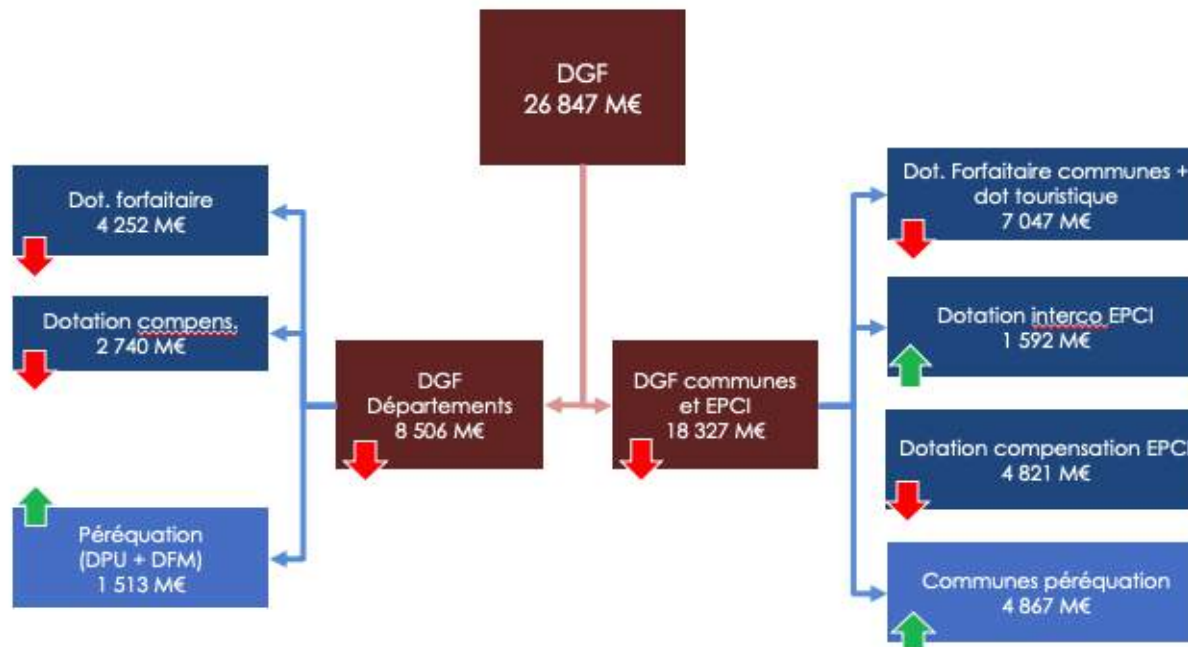 DGF
26 847 M€
Dot. forfaitaire
4 252 M€
Dotation compens.
2 740 M€
Péréquation
(DPU + DFM)
1 513 M€
DGF
Départements
8 506 M€
DGF communes
et EPCI
18 327 M€
Dot. Forfaitaire communes +
dot touristique
7 047 M€
Dotation interco EPCI
1 592 M€
Dotation compensation EPCI
4 821 M€
Communes péréquation
4 867 M€